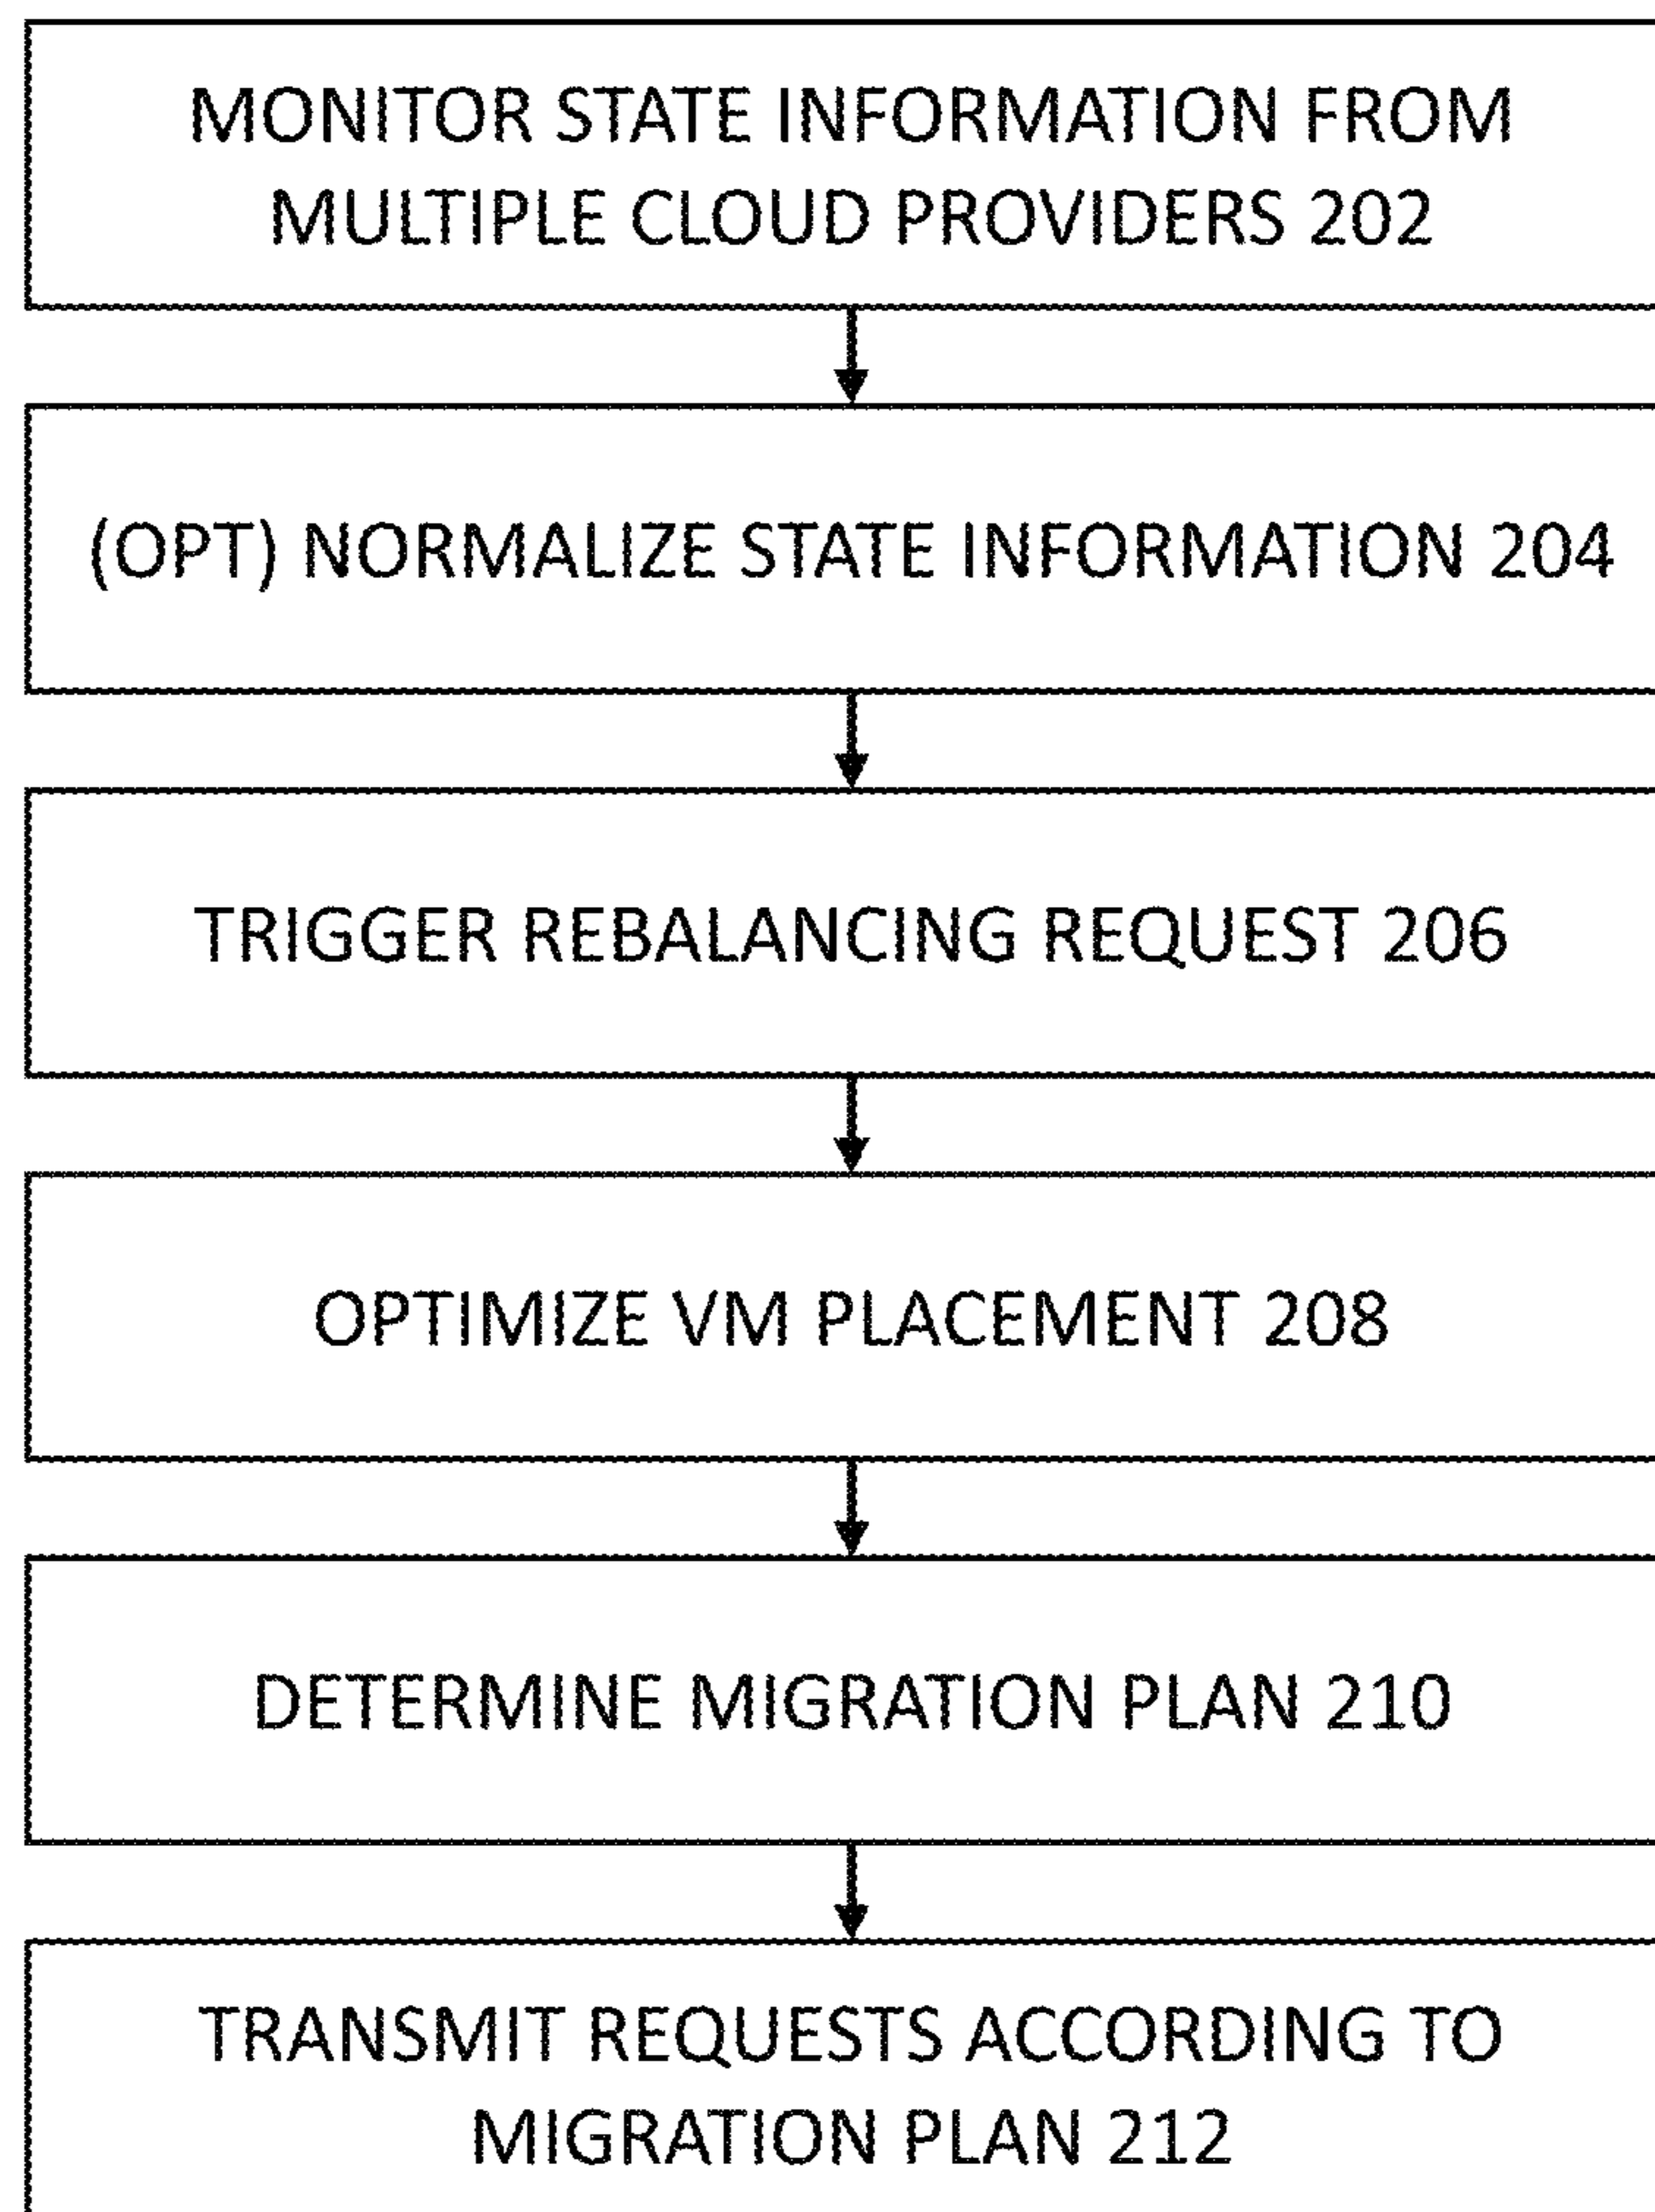 MONITOR STATE INFORMATION FROM
MULTIPLE CLOUD PROVIDERS 202
(OPT) NORMALIZE STATE INFORMATION 204
TRIGGER REBALANCING REQUEST 206
OPTIMIZE VM PLACEMENT 208
DETERMINE MIGRATION PLAN 210
TRANSMIT REQUESTS ACCORDING TO
MIGRATION PLAN 212